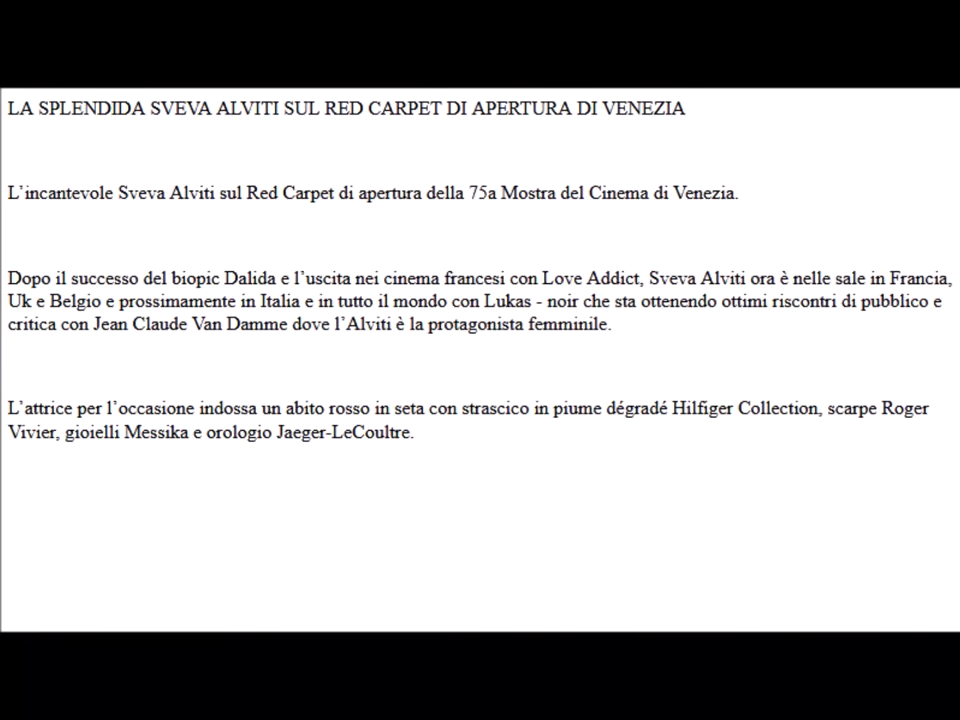 LA SPLENDIDA SVEVA ALVITI SUL RED CARPET DI APERTURA DI VENEZIA
L’incantevole Sveva Alviti sul Red Carpet di apertura della 75a Mostra del Cinema di Venezia.
Dopo il successo del biopic Dalida e l’uscita nei cinema francesi con Love Addict, Sveva Alviti ora è nelle sale in Francia,
Uk e Belgio e prossimamente in Italia e in tutto il mondo con Lukas - noir che sta ottenendo ottimi riscontri di pubblico e
critica con Jean Claude Van Damme dove l’Alviti è la protagonista femminile.
L’attrice per l’occasione indossa un abito rosso in seta con strascico in piume dégradé Hilfiger Collection, scarpe Roger
Vivier, gioielli Messika e orologio Jaeger-LeCoultre.